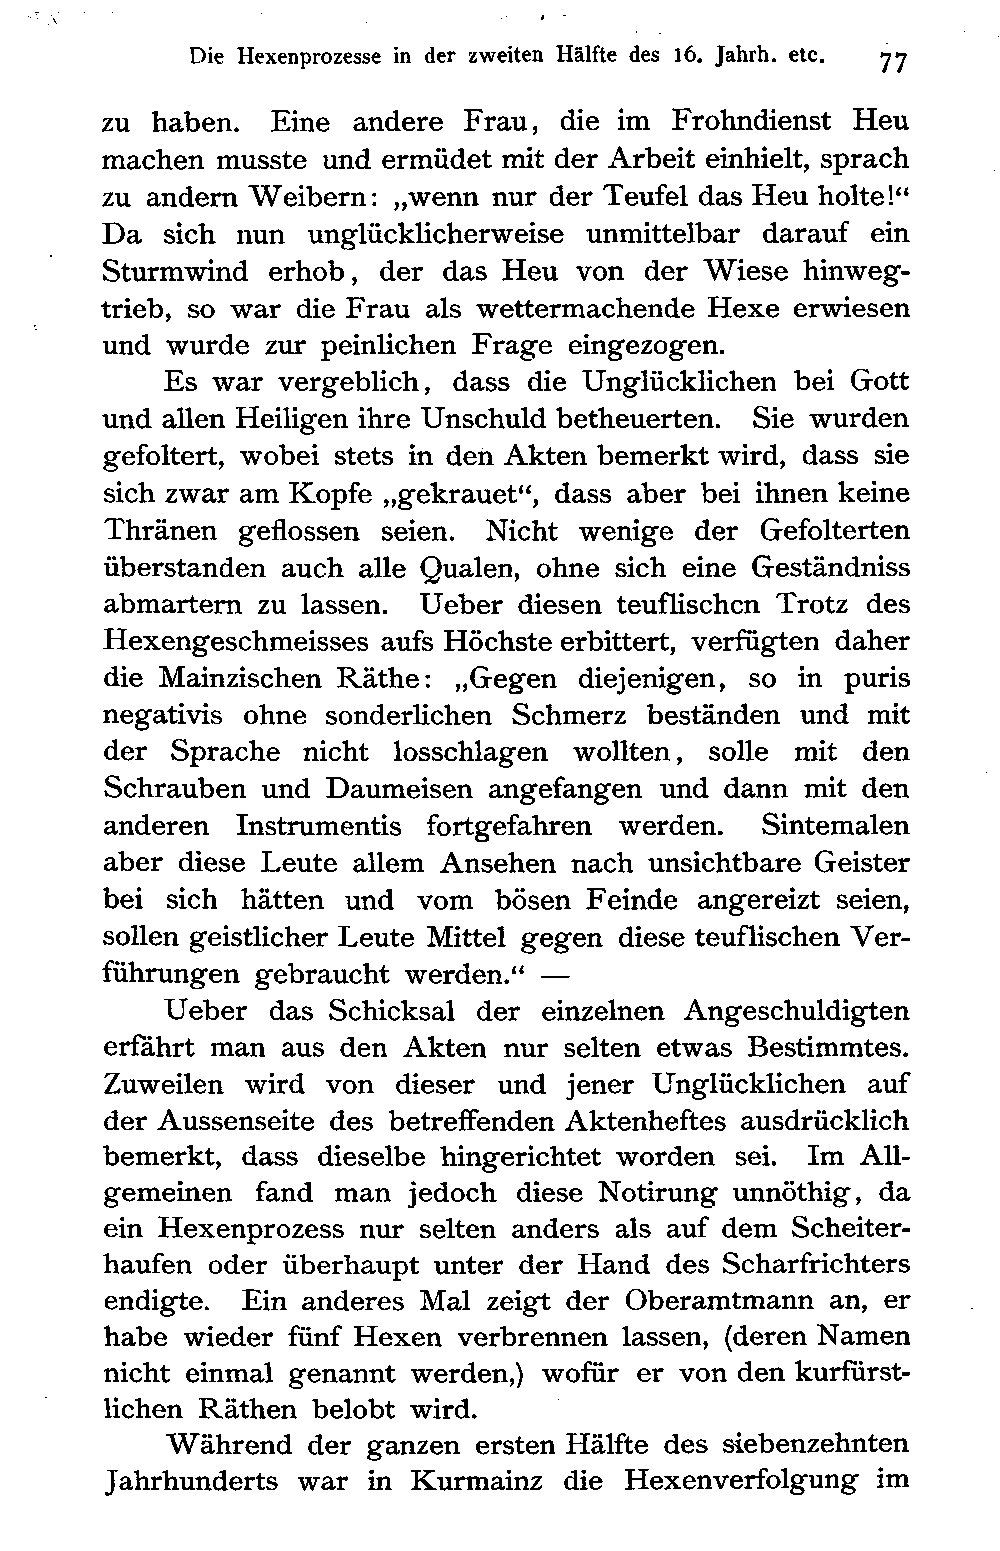 Die Hexenprozesse in der zweiten Hälfte des 16. Jahrh. etc. 77
zu haben. Eine andere Frau, die im Frohndienst Heu
machen musste und ermüdet mit der Arbeit einhielt, sprach
zu andern Weibern: „wenn nur der Teufel das Heu holte!“
Da sich nun unglücklicherweise unmittelbar darauf ein
Sturmwind erhob, der das Heu von der Wiese hinweg-
trieb, so war die Frau als wettermachende Hexe erwiesen
und wurde zur peinlichen Frage eingezogen.
Es war vergeblich, dass die Unglücklichen bei Gott
und allen Heiligen ihre Unschuld betheuerten. Sie wurden
gefoltert, wobei stets in den Akten bemerkt wird, dass sie
sich zwar am Kopfe „gekrauet“, dass aber bei ihnen keine
Thränen geflossen seien. Nicht wenige der Gefolterten
überstanden auch alle Qualen, ohne sich eine Geständniss
abmartern zu lassen. Ueber diesen teuflischen Trotz des
Hexengeschmeisses aufs Höchste erbittert, verfügten daher
die Mainzischen Räthe: „Gegen diejenigen, so in puris
negativis ohne sonderlichen Schmerz beständen und mit
der Sprache nicht losschlagen wollten, solle mit den
Schrauben und Daumeisen angefangen und dann mit den
anderen Instrumentis fortgefahren werden. Sintemalen
aber diese Leute allem Ansehen nach unsichtbare Geister
bei sich hätten und vom bösen Feinde angereizt seien,
sollen geistlicher Leute Mittel gegen diese teuflischen Ver-
führungen gebraucht werden.“ —
Ueber das Schicksal der einzelnen Angeschuldigten
erfährt man aus den Akten nur selten etwas Bestimmtes.
Zuweilen wird von dieser und jener Unglücklichen auf
der Aussenseite des betreffenden Aktenheftes ausdrücklich
bemerkt, dass dieselbe hingerichtet worden sei. Im All-
gemeinen fand man jedoch diese Notirung unnöthig, da
ein Hexenprozess nur selten anders als auf dem Scheiter-
haufen oder überhaupt unter der Hand des Scharfrichters
endigte. Ein anderes Mal zeigt der Oberamtmann an, er
habe wieder fünf Hexen verbrennen lassen, (deren Namen
nicht einmal genannt werden,) wofür er von den kurfürst-
lichen Räthen belobt wird.
Während der ganzen ersten Hälfte des siebenzehnten
Jahrhunderts war in Kurmainz die Hexenverfolgung im